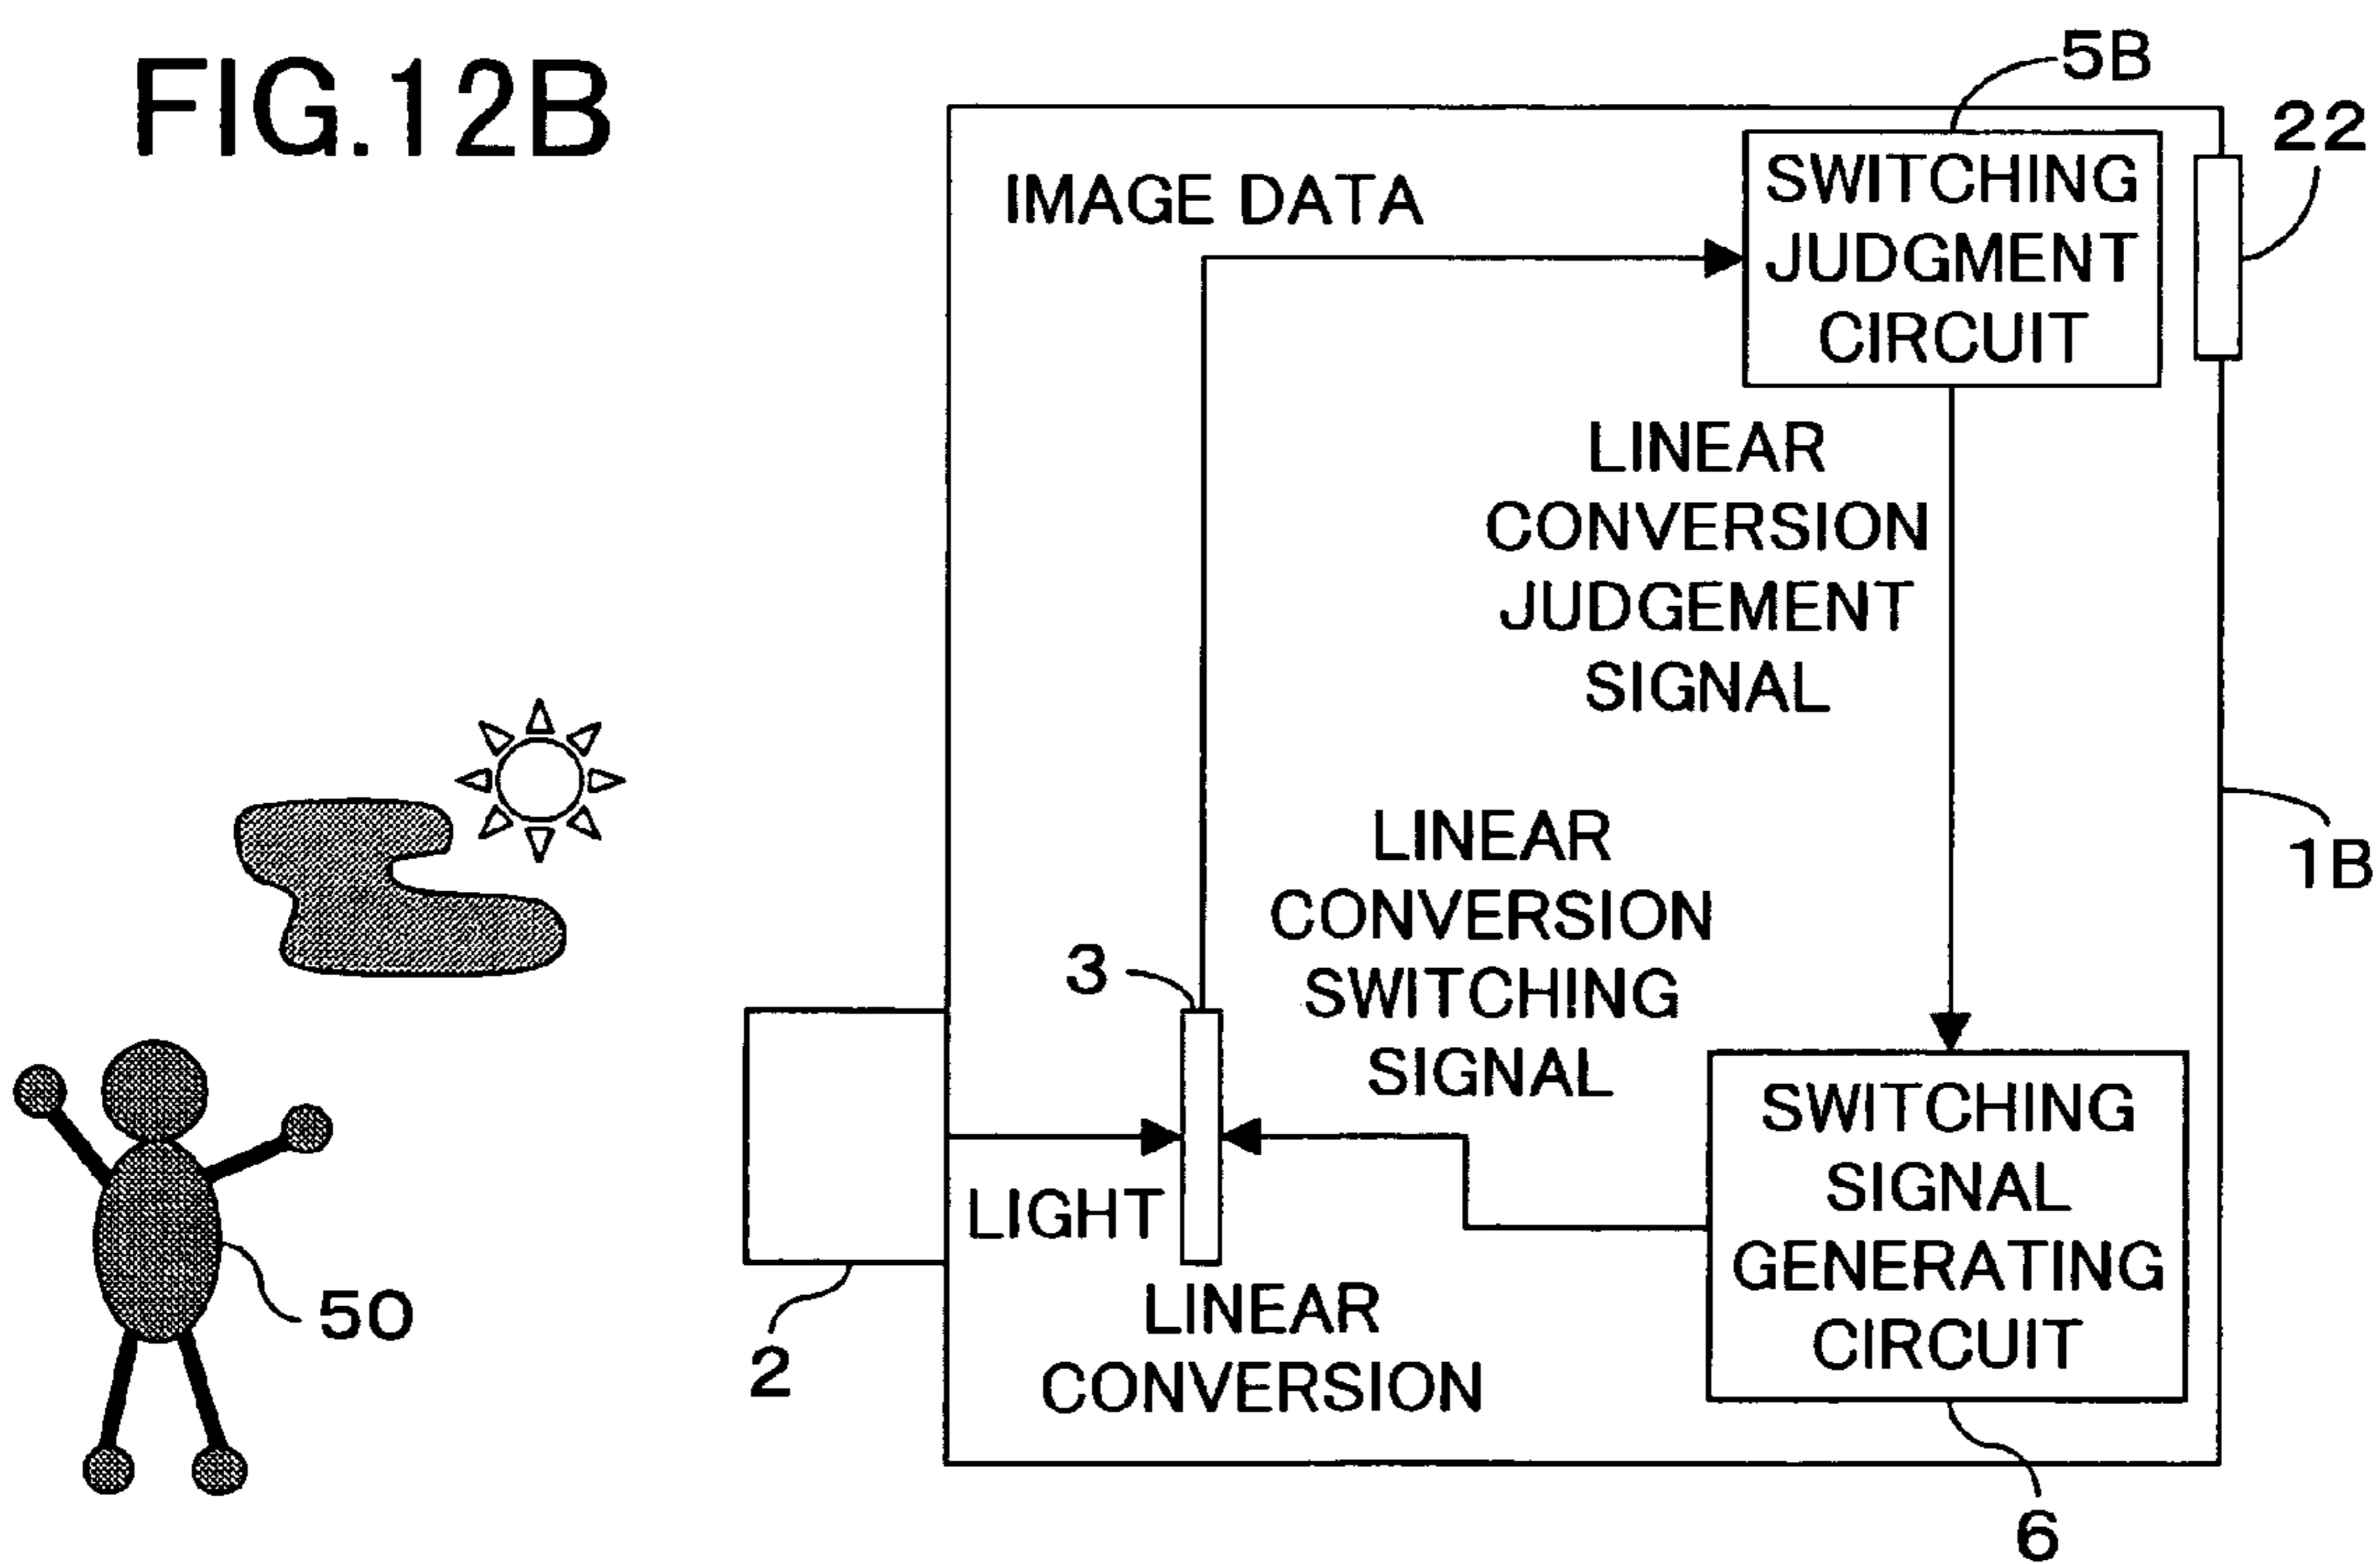 FIG.12B
5B
22
IMAGE DATA
SWITCHING
JUDGMENT
CIRCUIT
LINEAR
CONVERSION
JUDGEMENT
SIGNAL
1B
LINEAR
CONVERSION
SWITCHING
SIGNAL
3
LIGHT
SWITCHING
SIGNAL
GENERATING
CIRCUIT
50
2
LINEAR
CONVERSION
6